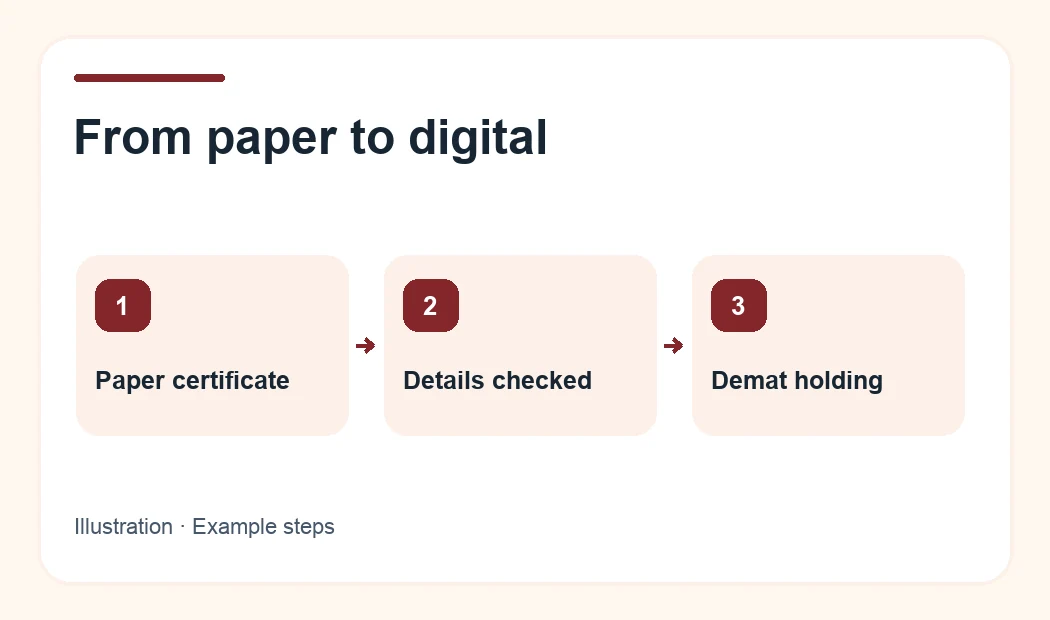 From paper to digital
1
Paper certificate
2
Details checked
3
Demat holding
Illustration · Example steps